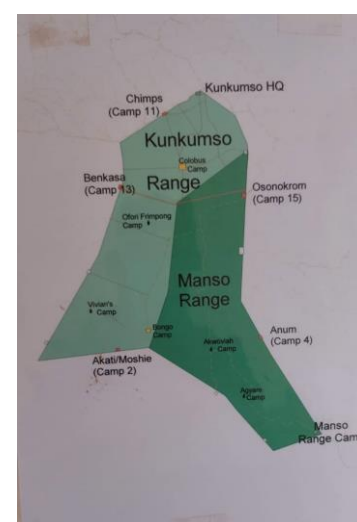 Kunkumso HQ
Chimps
(Camp 11)
Kunkumso
Colobus
Camp
Range
Benkasa
(Camp 13)
Osonokrom
(Camp 15)
Ofori Frimpong
Camp
Manso
Range
Vivian's
Camp
Bongo
Camp
Anum
(Camp 4)
Camp
Akati/Moshie
(Camp 2)
Agyare
Camp
Manso
Range Cam